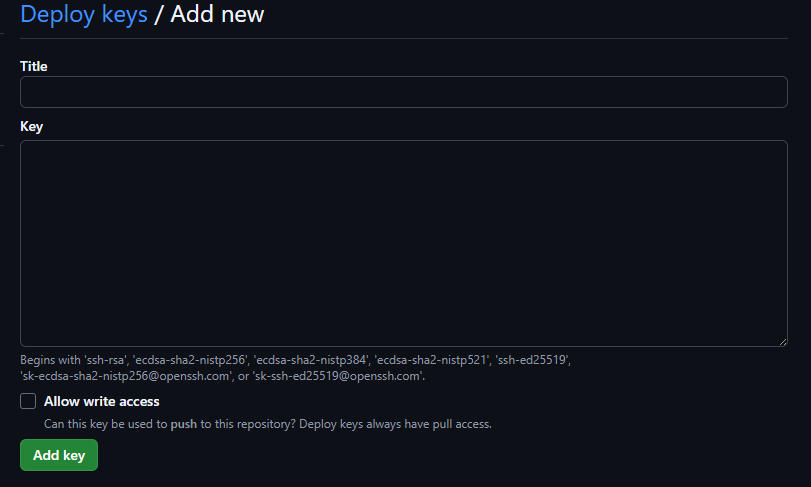 Deploy keys / Add new
Title
Key
Begins with 'ssh-rsa', 'ecdsa-sha2-nistp256', 'ecdsa-sha2-nistp384', 'ecdsa-sha2-nistp521', 'ssh-ed25519',
'sk-ecdsa-sha2-nistp256@openssh.com', or 'sk-ssh-ed25519@openssh.com'.
Allow write access
Can this key be used to push to this repository? Deploy keys always have pull access.
Add key